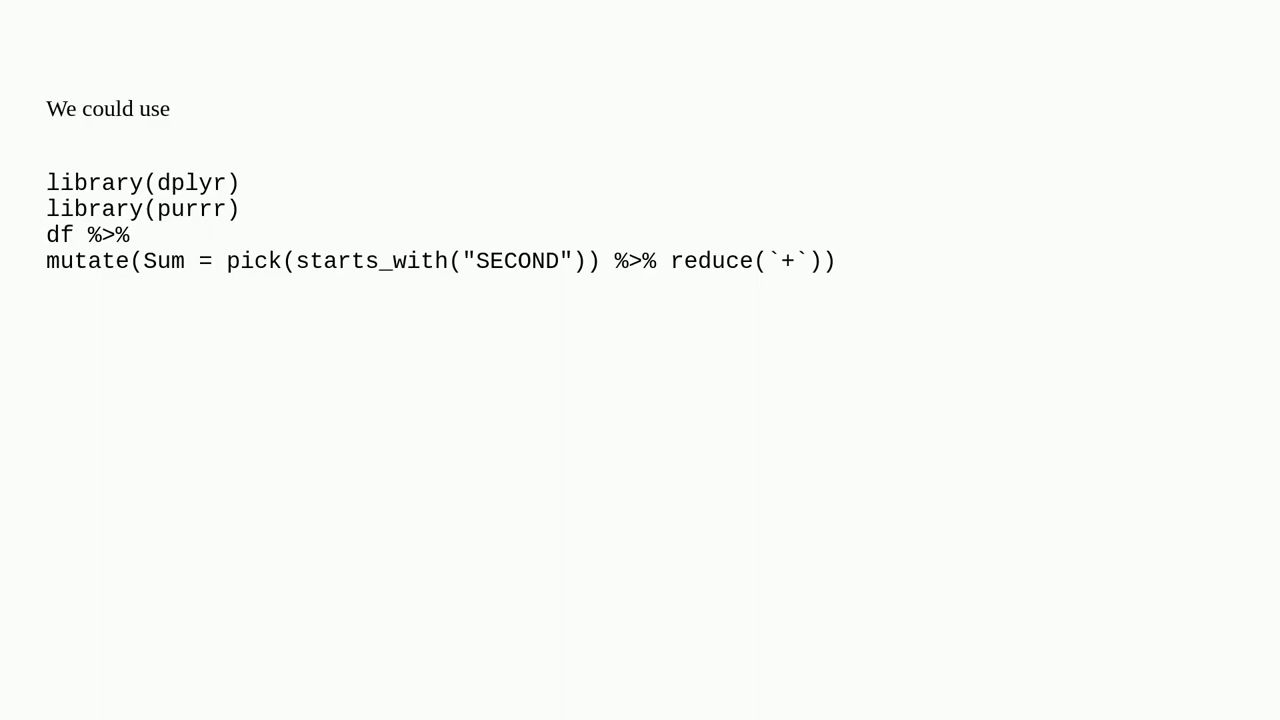 We could use
library(dplyr)
library(purrr)
df %>%
mutate(Sum = pick(starts_with("SECOND")) %>% reduce(`+`))